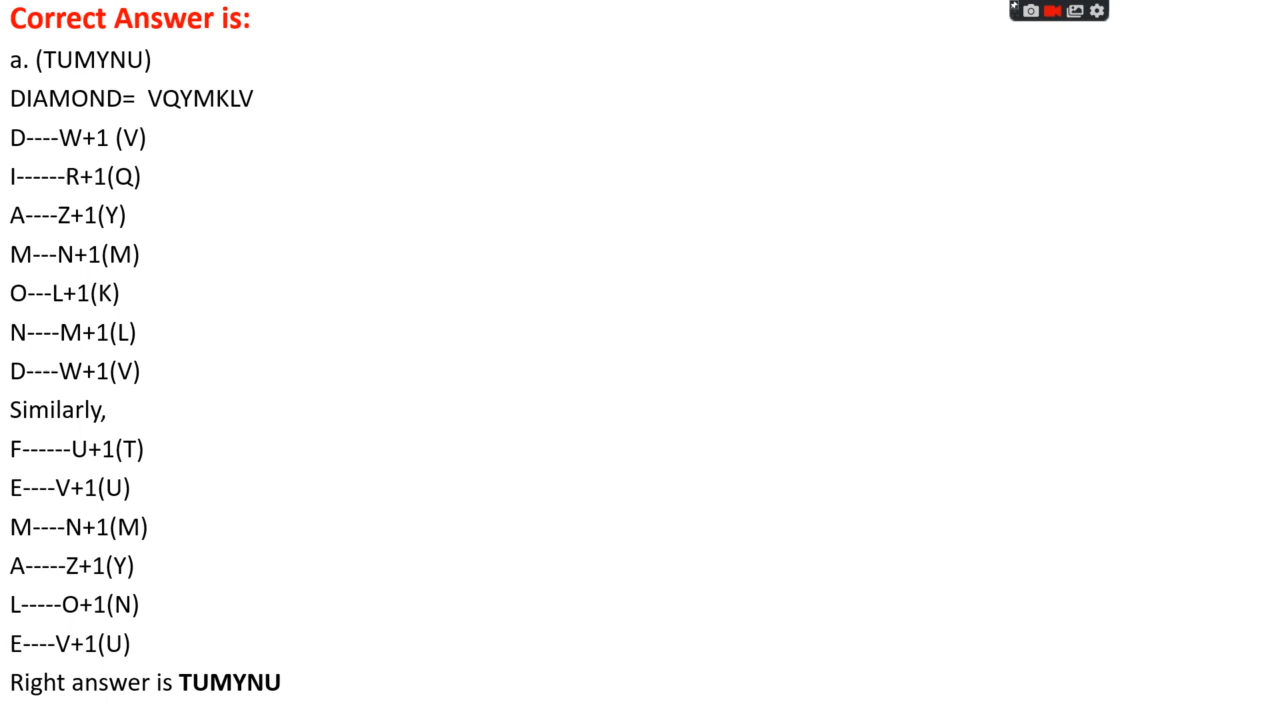 Correct Answer is:
a. (TUMYNU)
DIAMOND=  VQYMKLV
D----W+1 (V)
I------R+1(Q)
A----Z+1(Y)
M---N+1(M)
O---L+1(K)
N----M+1(L)
D----W+1(V)
Similarly,
F------U+1(T)
E----V+1(U)
M----N+1(M)
A-----Z+1(Y)
L-----O+1(N)
E----V+1(U)
Right answer is TUMYNU